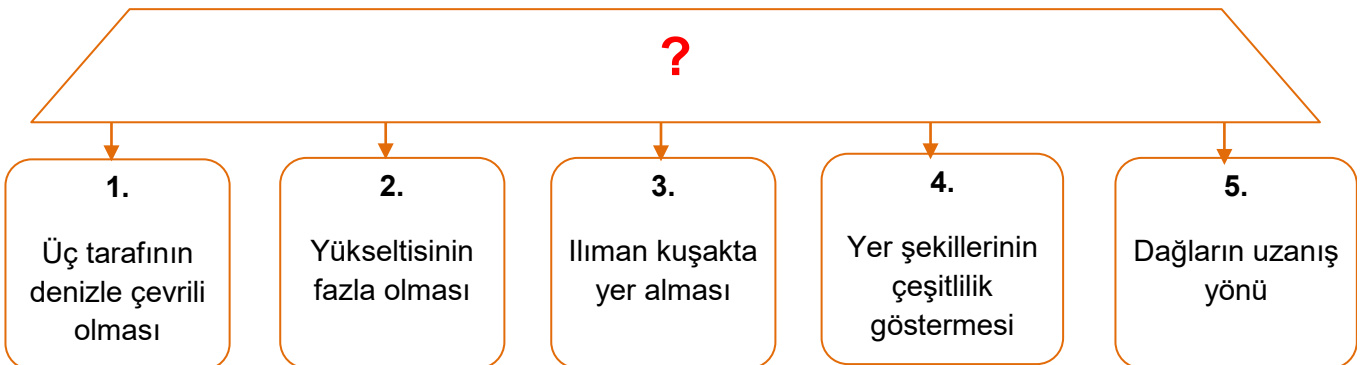 ?
1.
Üç tarafının
denizle çevrili
olması
2.
Yükseltisinin
fazla olması
3.
Ilıman kuşakta
yer alması
4.
Yer şekillerinin
çeşitlilik
göstermesi
5.
Dağların uzanış
yönü